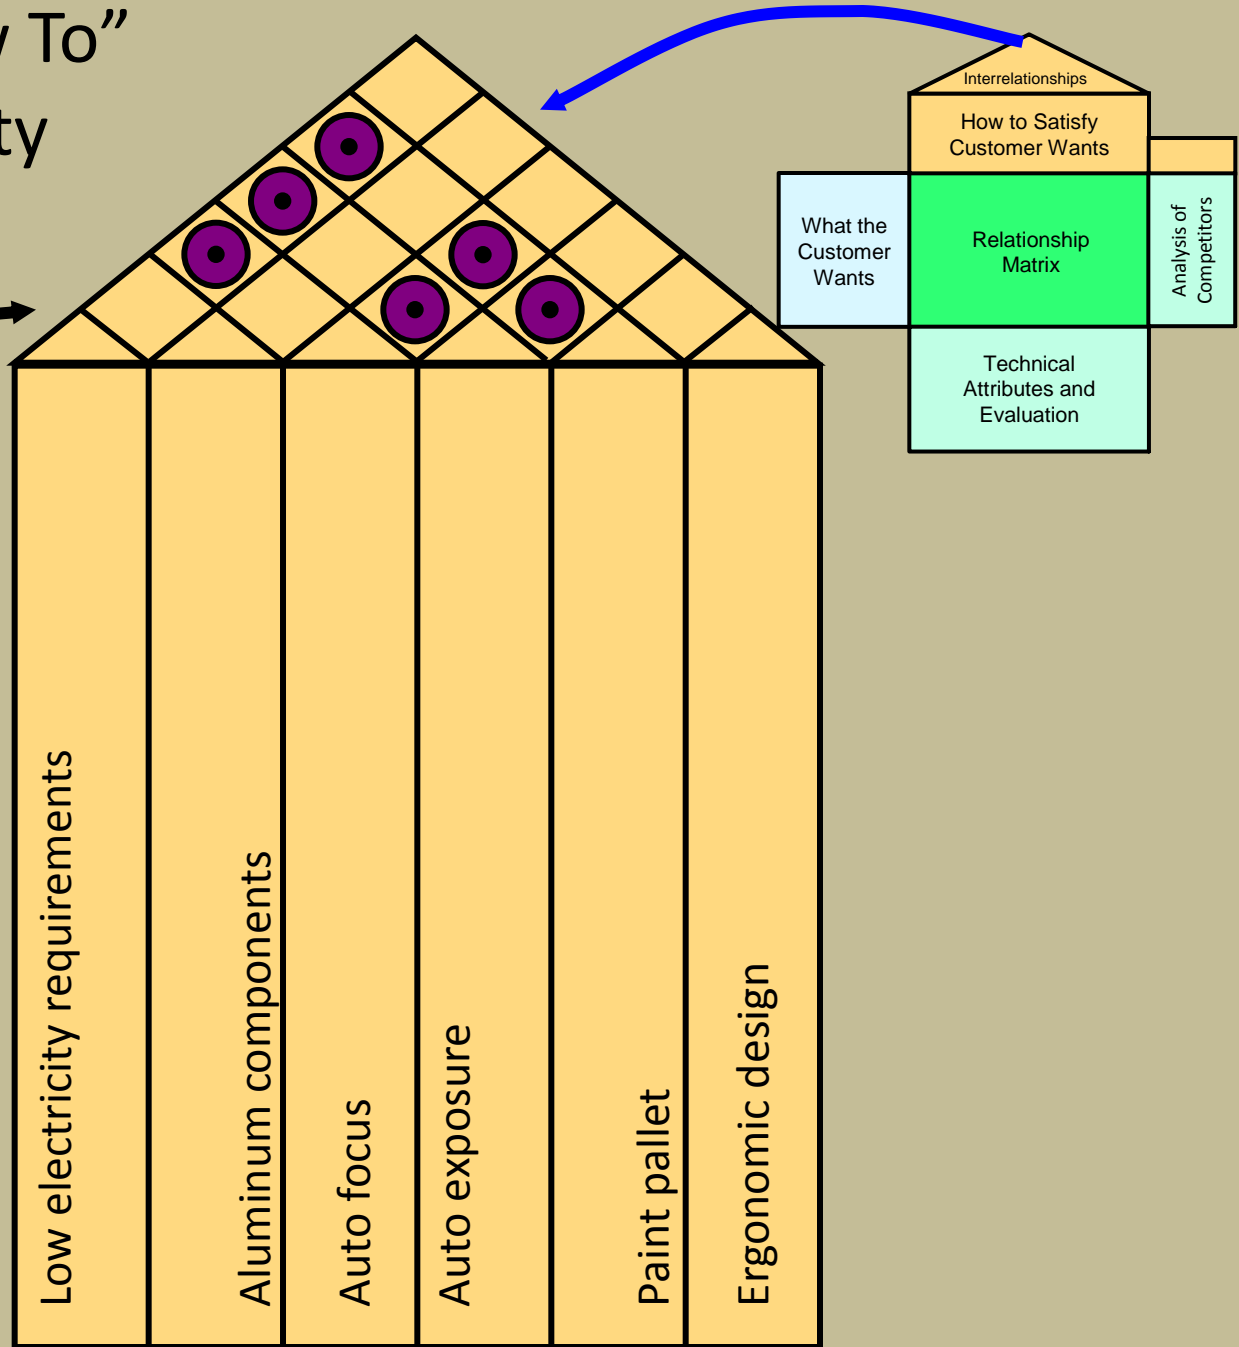 To”
Interrelationships
How to Satisfy
Customer Wants
What the
Customer
Wants
Relationship
Matrix
Analysis of
Competitors
Technical
Attributes and
Evaluation
Low electricity requirements
Aluminum components
Auto focus
Auto exposure
Paint pallet
Ergonomic design